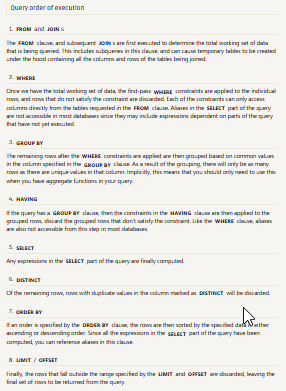 Query order of execution
1. FROM and JOIN s
The FROM clause, and subsequent JOIN s are first executed to determine the total working set of data
that is being queried. This includes subqueries in this clause, and can cause temporary tables to be created
under the hood containing all the columns and rows of the tables being joined.
2. WHERE
Once we have the total working set of data, the first-pass WHERE constraints are applied to the individual
rows, and rows that do not satisfy the constraint are discarded. Each of the constraints can only access
columns directly from the tables requested in the FROM clause. Aliases in the SELECT part of the query
are not accessible in most databases since they may include expressions dependent on parts of the query
that have not yet executed.
3. GROUP BY
The remaining rows after the WHERE constraints are applied are then grouped based on common values
in the column specified in the GROUP BY clause. As a result of the grouping, there will only be as many
rows as there are unique values in that column. Implicitly, this means that you should only need to use this
when you have aggregate functions in your query.
4. HAVING
If the query has a GROUP BY clause, then the constraints in the HAVING clause are then applied to the
grouped rows, discard the grouped rows that don't satisfy the constraint. Like the WHERE clause, aliases
are also not accessible from this step in most databases.
5. SELECT
Any expressions in the SELECT part of the query are finally computed.
6. DISTINCT
Of the remaining rows, rows with duplicate values in the column marked as DISTINCT will be discarded.
7. ORDER BY
If an order is specified by the ORDER BY clause, the rows are then sorted by the specified data either
ascending or descending order. Since all the expressions in the SELECT part of the query have been
computed, you can reference aliases in this clause.
8. LIMIT / OFFSET
Finally, the rows that fall outside the range specified by the LIMIT and OFFSET are discarded, leaving the
final set of rows to be returned from the query.